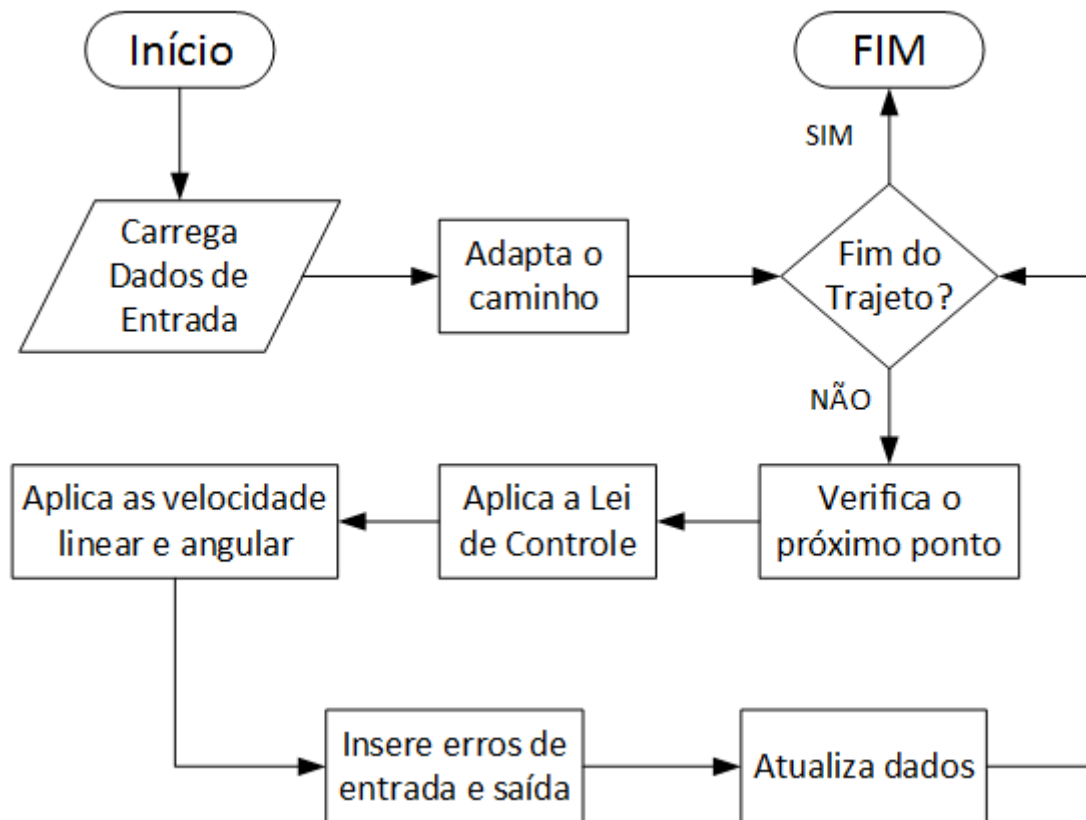 Início
FIM
SIM
Carrega
Dados de
Entrada
Adapta o
caminho
Fim do
Trajeto?
NÃO
Aplica as velocidade
linear e angular
Aplica a Lei
de Controle
Verifica o
próximo ponto
Insere erros de
entrada e saída
Atualiza dados